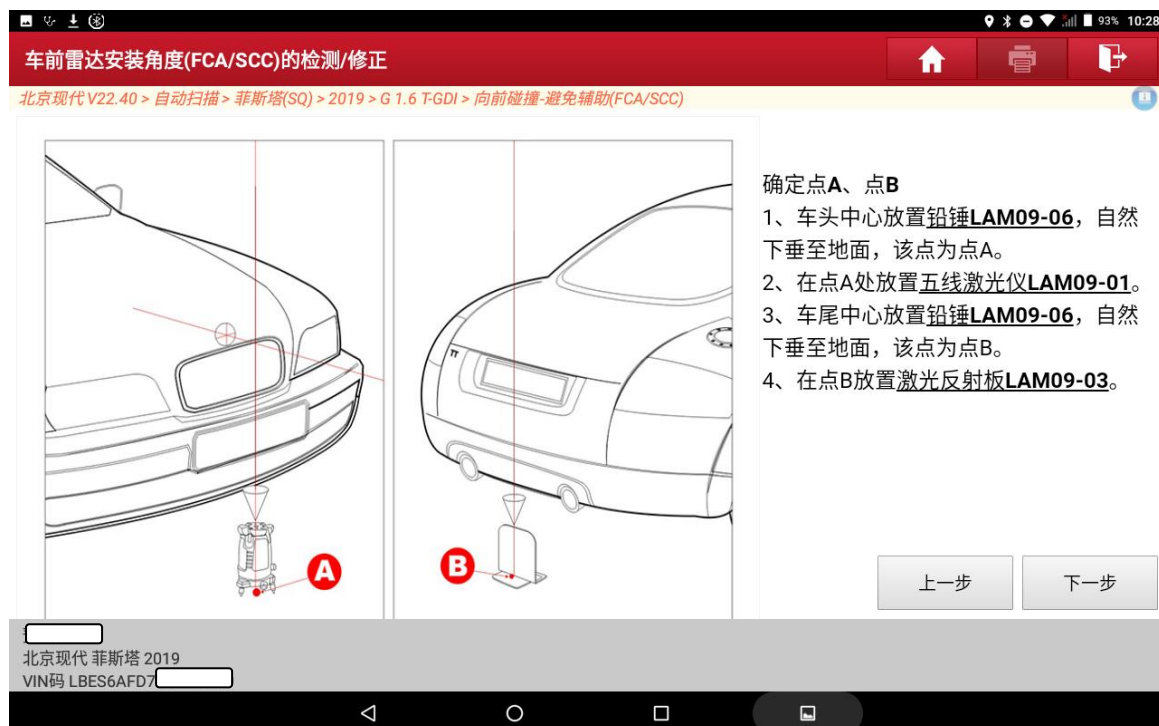 93% 10:28
车前雷达安装角度(FCA/SCC)的检测/修正
北京现代 V22.40 > 自动扫描 > 菲斯塔(SQ) > 2019 > G 1.6 T-GDI > 向前碰撞-避免辅助(FCA/SCC)
确定点A、点B
1、车头中心放置铅锤LAM09-06，自然
下垂至地面，该点为点A。
2、在点A处放置五线激光仪LAM09-01。
3、车尾中心放置铅锤LAM09-06，自然
下垂至地面，该点为点B。
4、在点B放置激光反射板LAM09-03。
A
B
上一步
下一步
北京现代 菲斯塔 2019
VIN码 LBES6AFD7